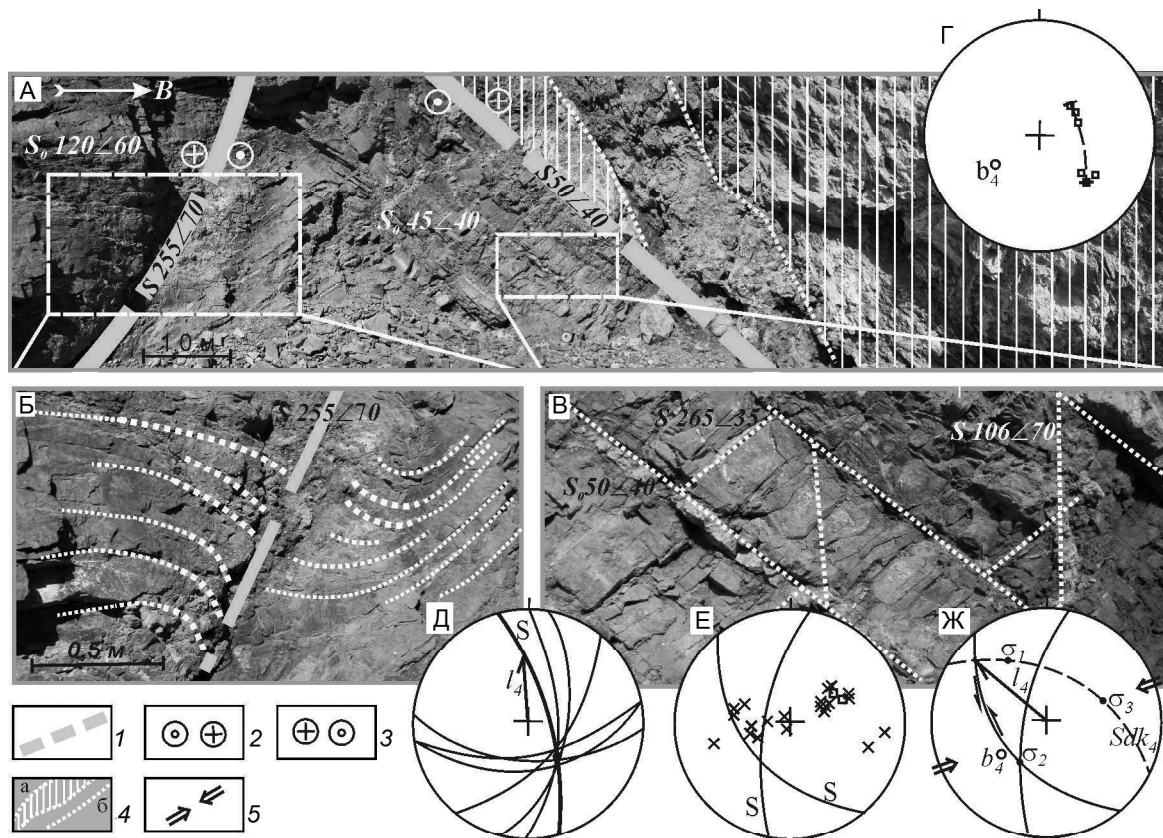 Г
А
В
S₀ 120∠60
S 255∠70
S₀ 45∠40
S50∠40
1,0 м
b₄
Б
S 255∠70
0,5 м
В
S 265∠35
S 106∠70
S₀50∠40
Д
S
l₄
Е
S
S
Ж
σ₁
l₄
σ₃
Sdk₄
b₄
σ₂
1
2
3
а
б
4
5